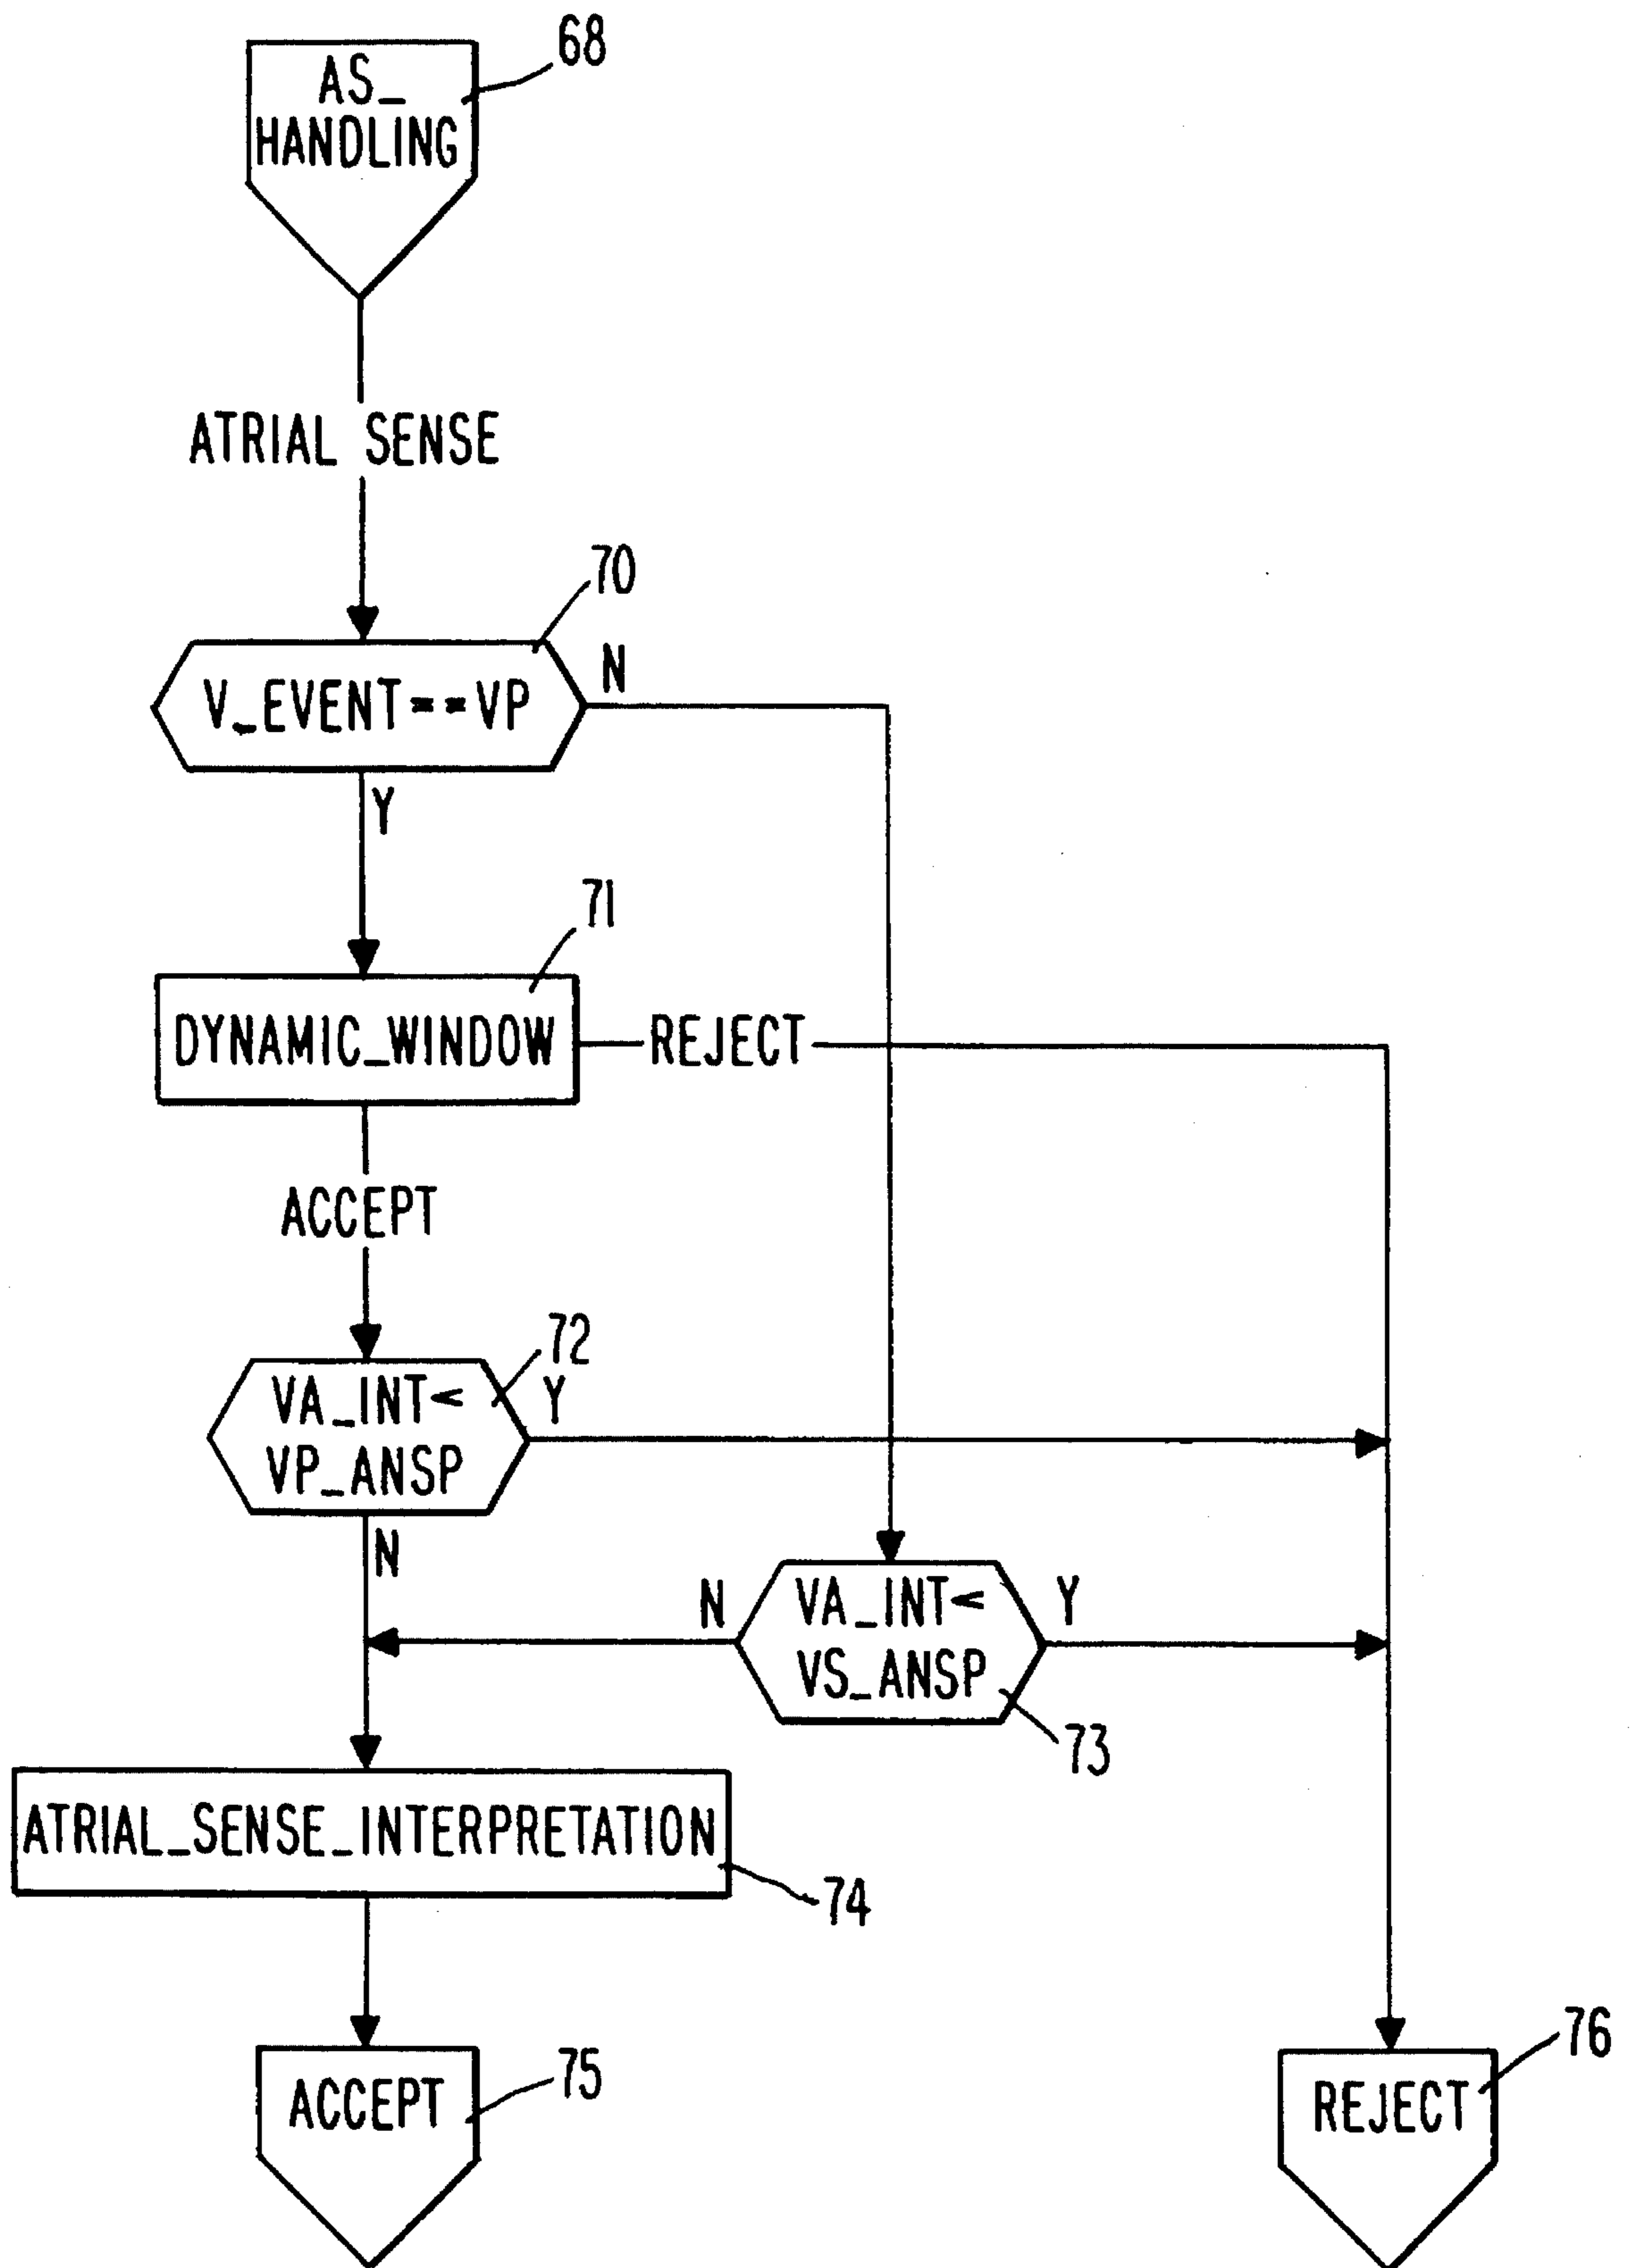 68
AS_
HANDLING
ATRIAL SENSE
70
V_EVENT==VP
N
Y
71
DYNAMIC_WINDOW
REJECT
ACCEPT
72
VA_INT<
VP_ANSP
Y
N
N
VA_INT<
VS_ANSP
Y
73
ATRIAL_SENSE_INTERPRETATION
74
ACCEPT
75
REJECT
76